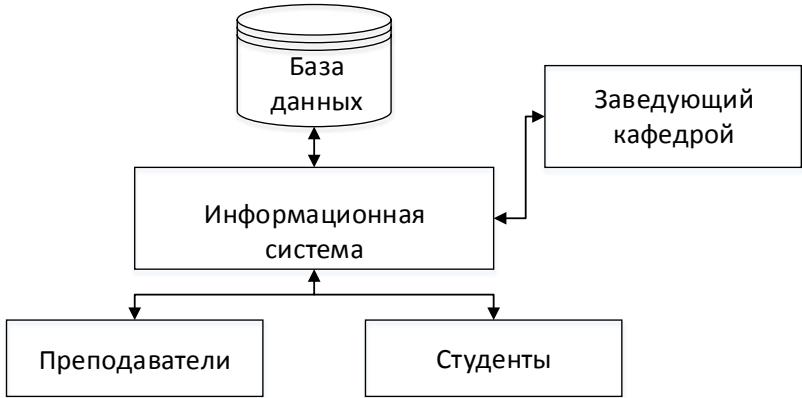 База
данных
Заведующий
кафедрой
Информационная
система
Преподаватели
Студенты